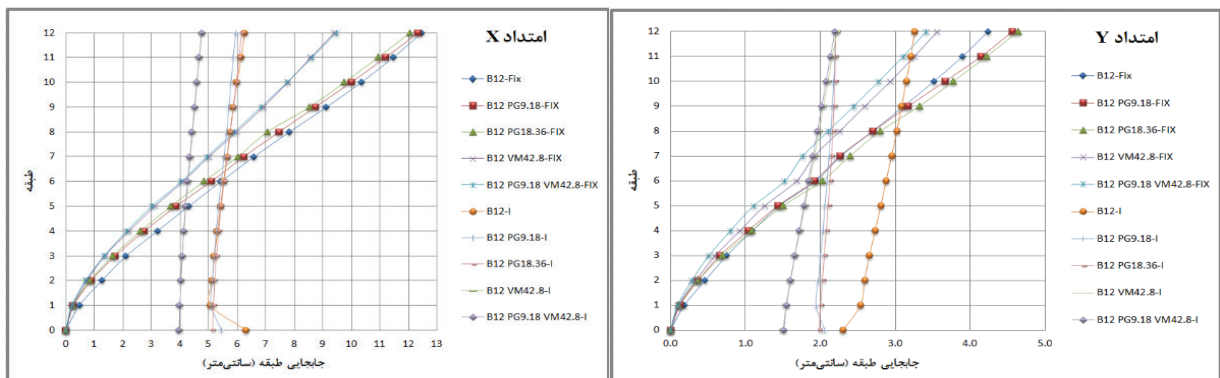 امتداد X
طبقه
12
11
10
9
8
7
6
5
4
3
2
1
0
0 1 2 3 4 5 6 7 8 9 10 11 12 13
جابجایی طبقه (سانتی‌متر)
B12-Fix
B12 PG9.18-FIX
B12 PG18.36-FIX
B12 VM42.8-FIX
B12 PG9.18 VM42.8-FIX
B12-I
B12 PG9.18-I
B12 PG18.36-I
B12 VM42.8-I
B12 PG9.18 VM42.8-I
امتداد Y
طبقه
12
11
10
9
8
7
6
5
4
3
2
1
0
0.0 1.0 2.0 3.0 4.0 5.0
جابجایی طبقه (سانتی‌متر)
B12-Fix
B12 PG9.18-FIX
B12 PG18.36-FIX
B12 VM42.8-FIX
B12 PG9.18 VM42.8-FIX
B12-I
B12 PG9.18-I
B12 PG18.36-I
B12 VM42.8-I
B12 PG9.18 VM42.8-I